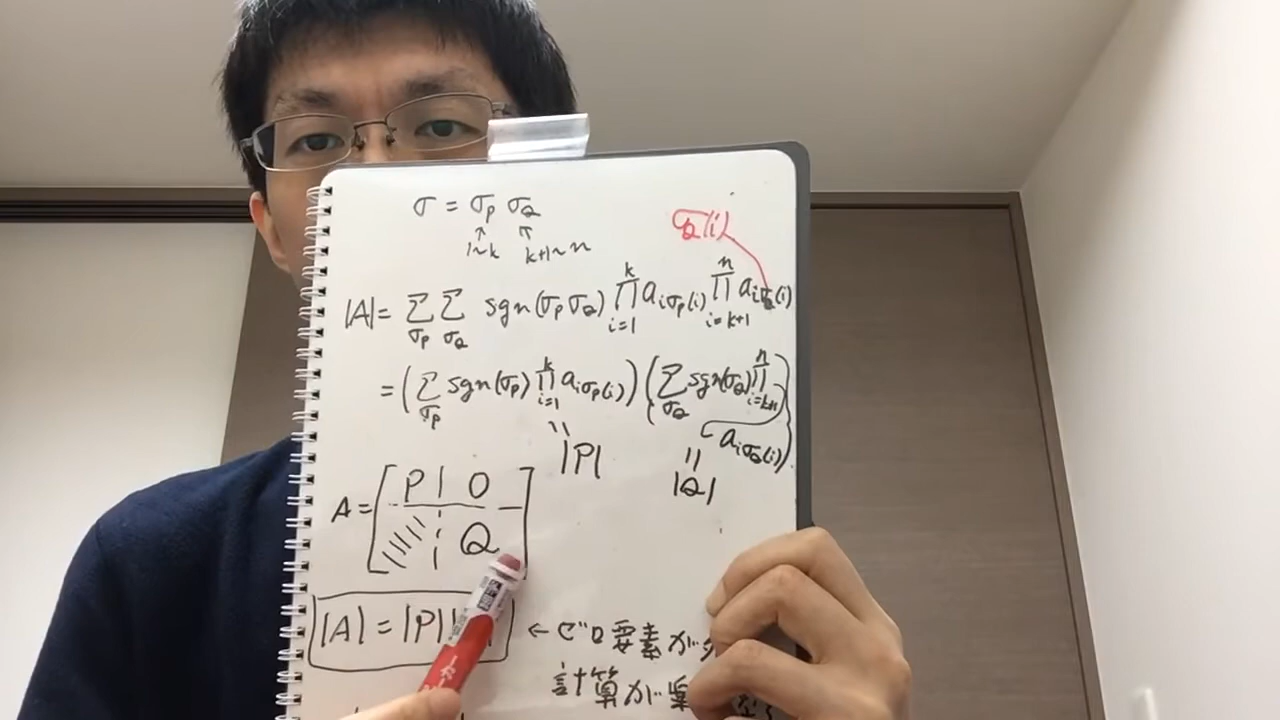 σ = σ_P σ_Q
↑ ↑
1~k k+1~n
σ_Q(i)
|A| = Σ_{σ_P} Σ_{σ_Q} sgn(σ_P σ_Q) ∏_{i=1}^{k} a_{iσ_P(i)} ∏_{i=k+1}^{n} a_{iσ_Q(i)}
= (Σ_{σ_P} sgn(σ_P) ∏_{i=1}^{k} a_{iσ_P(i)}) (Σ_{σ_Q} sgn(σ_Q) ∏_{i=k+1}^{n} a_{iσ_Q(i)})
|P| |Q|
A = [P | O
Q]
|A| = |P| ← ゼロ要素が
計算が